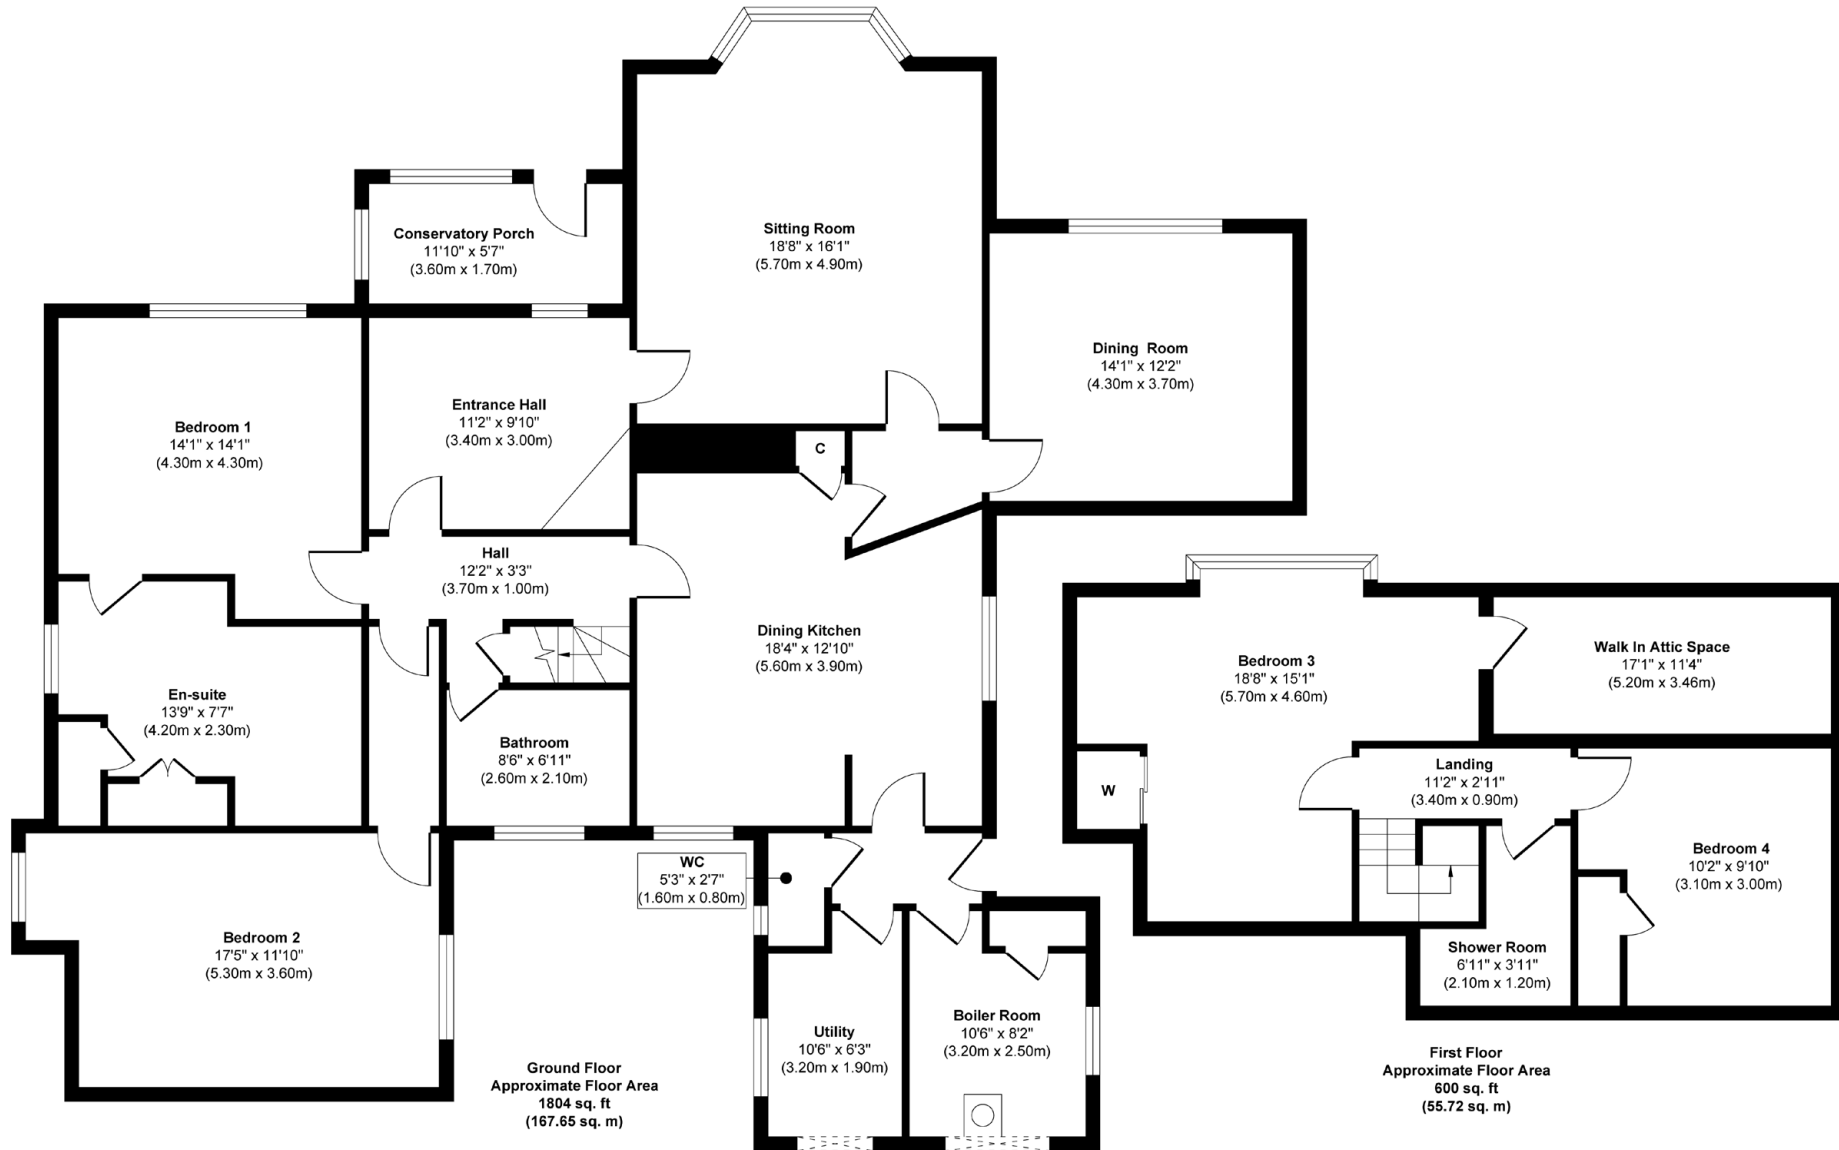 Sitting Room
18'8" x 16'1"
(5.70m x 4.90m)
Conservatory Porch
11'10" x 5'7"
(3.60m x 1.70m)
Dining Room
14'1" x 12'2"
(4.30m x 3.70m)
Entrance Hall
11'2" x 9'10"
(3.40m x 3.00m)
Bedroom 1
14'1" x 14'1"
(4.30m x 4.30m)
C
Hall
12'2" x 3'3"
(3.70m x 1.00m)
Dining Kitchen
18'4" x 12'10"
(5.60m x 3.90m)
En-suite
13'9" x 7'7"
(4.20m x 2.30m)
Bathroom
8'6" x 6'11"
(2.60m x 2.10m)
WC
5'3" x 2'7"
(1.60m x 0.80m)
Bedroom 2
17'5" x 11'10"
(5.30m x 3.60m)
Utility
10'6" x 6'3"
(3.20m x 1.90m)
Boiler Room
10'6" x 8'2"
(3.20m x 2.50m)
Ground Floor
Approximate Floor Area
1804 sq. ft
(167.65 sq. m)
Bedroom 3
18'8" x 15'1"
(5.70m x 4.60m)
Walk In Attic Space
17'1" x 11'4"
(5.20m x 3.46m)
W
Landing
11'2" x 2'11"
(3.40m x 0.90m)
Bedroom 4
10'2" x 9'10"
(3.10m x 3.00m)
Shower Room
6'11" x 3'11"
(2.10m x 1.20m)
First Floor
Approximate Floor Area
600 sq. ft
(55.72 sq. m)